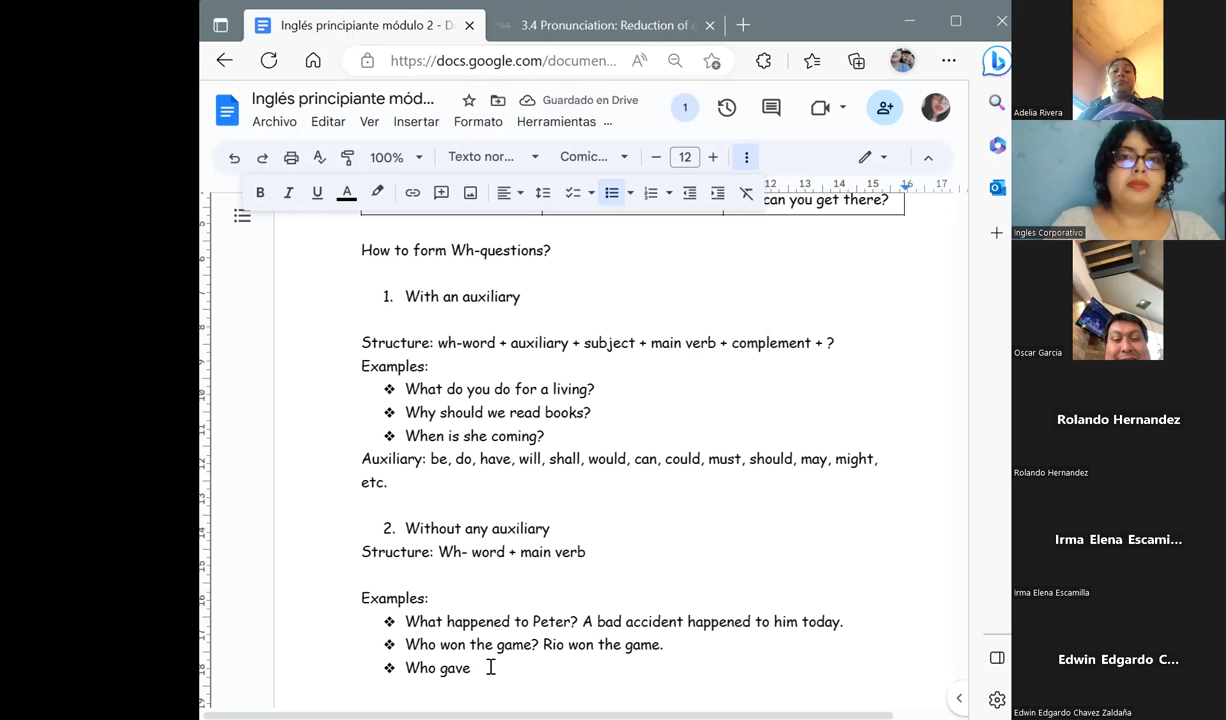 Inglés principiante módulo 2 - D
3.4 Pronunciation: Reduction of
https://docs.google.com/documen...
Inglés principiante mód...
Guardado en Drive
1
Archivo Editar Ver Insertar Formato Herramientas ...
100% Texto nor... Comic... 12
12 13 14 15 16 17
can you get there?
How to form Wh-questions?
1. With an auxiliary
Structure: wh-word + auxiliary + subject + main verb + complement + ?
Examples:
❖ What do you do for a living?
❖ Why should we read books?
❖ When is she coming?
Auxiliary: be, do, have, will, shall, would, can, could, must, should, may, might,
etc.
2. Without any auxiliary
Structure: Wh- word + main verb
Examples:
❖ What happened to Peter? A bad accident happened to him today.
❖ Who won the game? Rio won the game.
❖ Who gave
Adelia Rivera
Ingles Corporativo
Oscar Garcia
Rolando Hernandez
Rolando Hernandez
Irma Elena Escami...
Irma Elena Escamilla
Edwin Edgardo C...
Edwin Edgardo Chavez Zaldaña